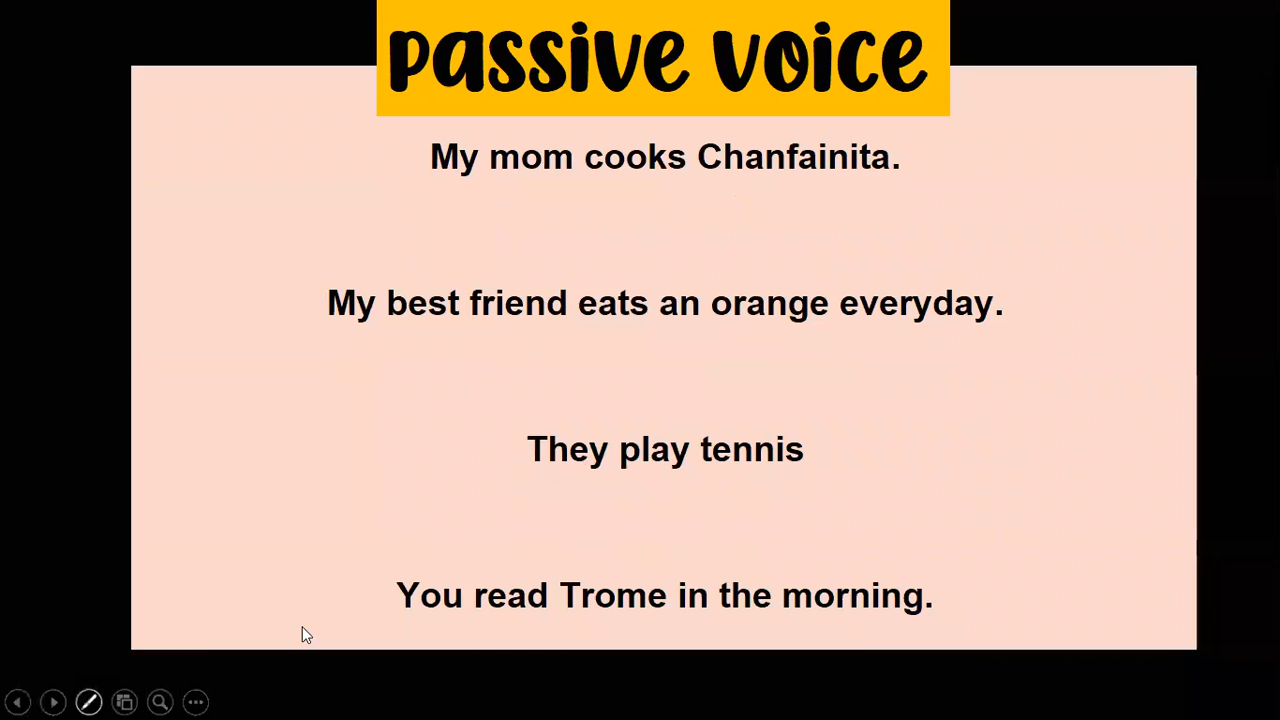 passive voice
My mom cooks Chanfainita.
My best friend eats an orange everyday.
They play tennis
You read Trome in the morning.